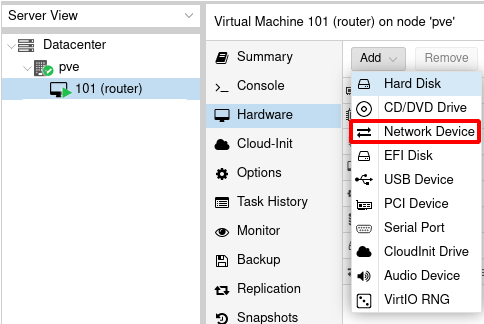 Server View
Datacenter
pve
101 (router)
Virtual Machine 101 (router) on node 'pve'
Summary
Console
Hardware
Cloud-Init
Options
Task History
Monitor
Backup
Replication
Snapshots
Add
Remove
Hard Disk
CD/DVD Drive
Network Device
EFI Disk
USB Device
PCI Device
Serial Port
CloudInit Drive
Audio Device
VirtIO RNG